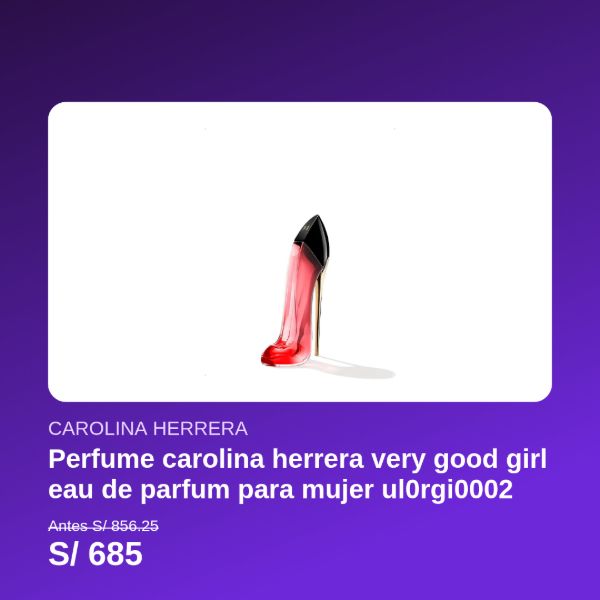 CAROLINA HERRERA
Perfume carolina herrera very good girl
eau de parfum para mujer ul0rgi0002
Antes S/ 856.25
S/ 685